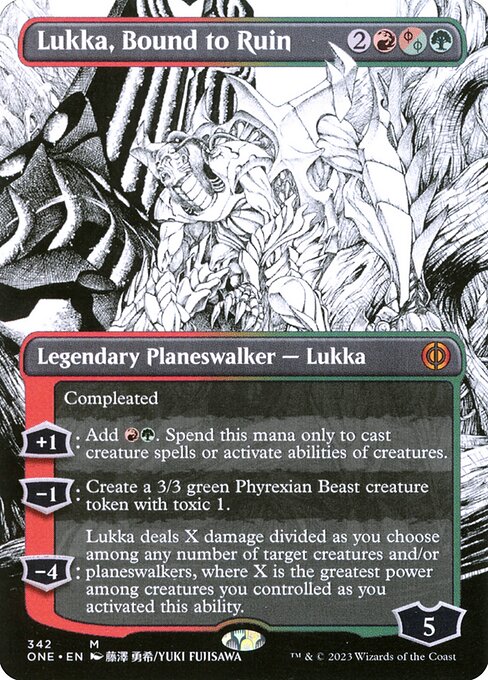 Lukka, Bound to Ruin 2
Legendary Planeswalker — Lukka
Compleated
+1 : Add . Spend this mana only to cast
creature spells or activate abilities of creatures.
−1 : Create a 3/3 green Phyrexian Beast creature
token with toxic 1.
Lukka deals X damage divided as you choose
among any number of target creatures and/or
−4 : planeswalkers, where X is the greatest power
among creatures you controlled as you
activated this ability.
5
342 M
ONE • EN 藤澤 勇希/YUKI FUJISAWA
™ & © 2023 Wizards of the Coast